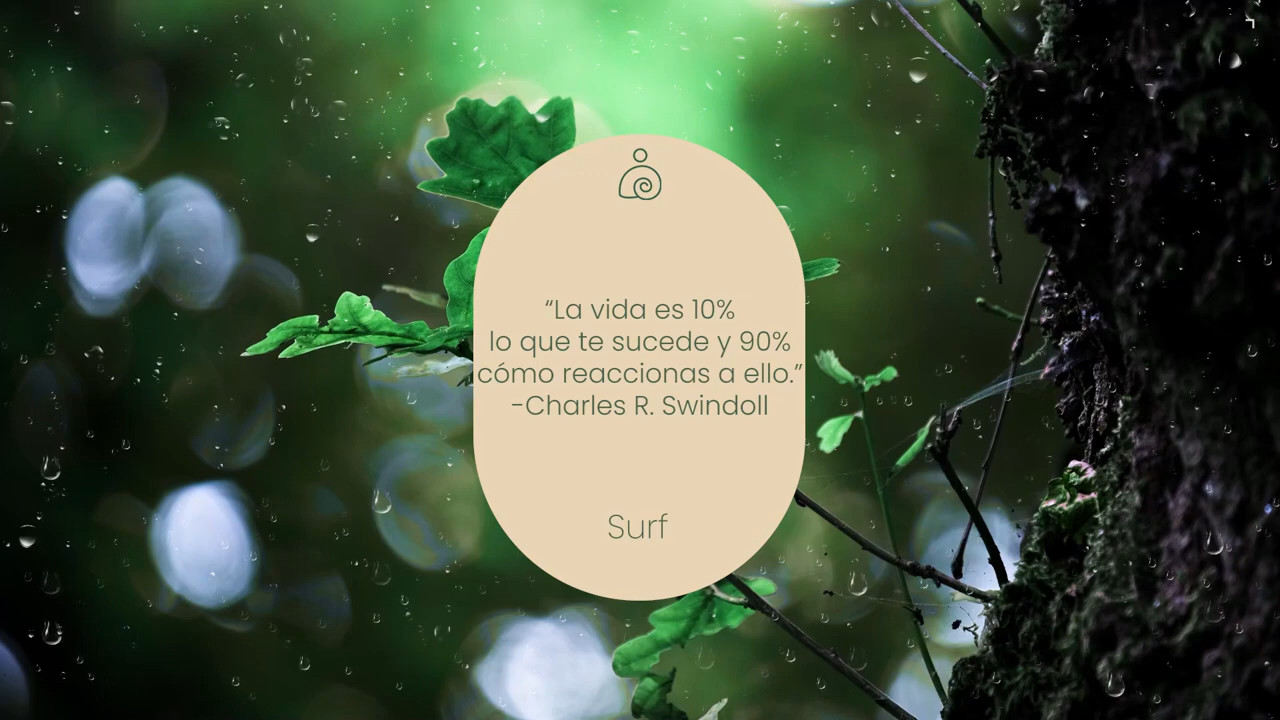 “La vida es 10%
lo que te sucede y 90%
cómo reaccionas a ello.”
-Charles R. Swindoll
Surf